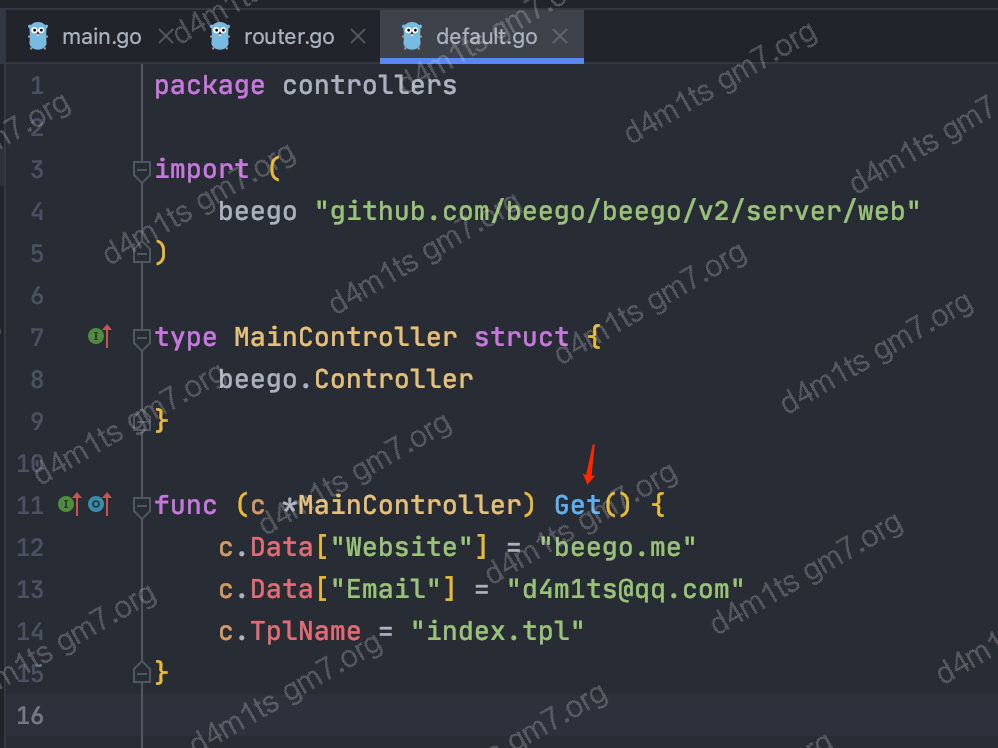 main.go router.go default.go
1 package controllers
2
3 import (
4 beego "github.com/beego/beego/v2/server/web"
5 )
6
7 type MainController struct {
8 beego.Controller
9 }
10
11 func (c *MainController) Get() {
12 c.Data["Website"] = "beego.me"
13 c.Data["Email"] = "d4m1ts@qq.com"
14 c.TplName = "index.tpl"
15 }
16
d4m1ts gm7.org